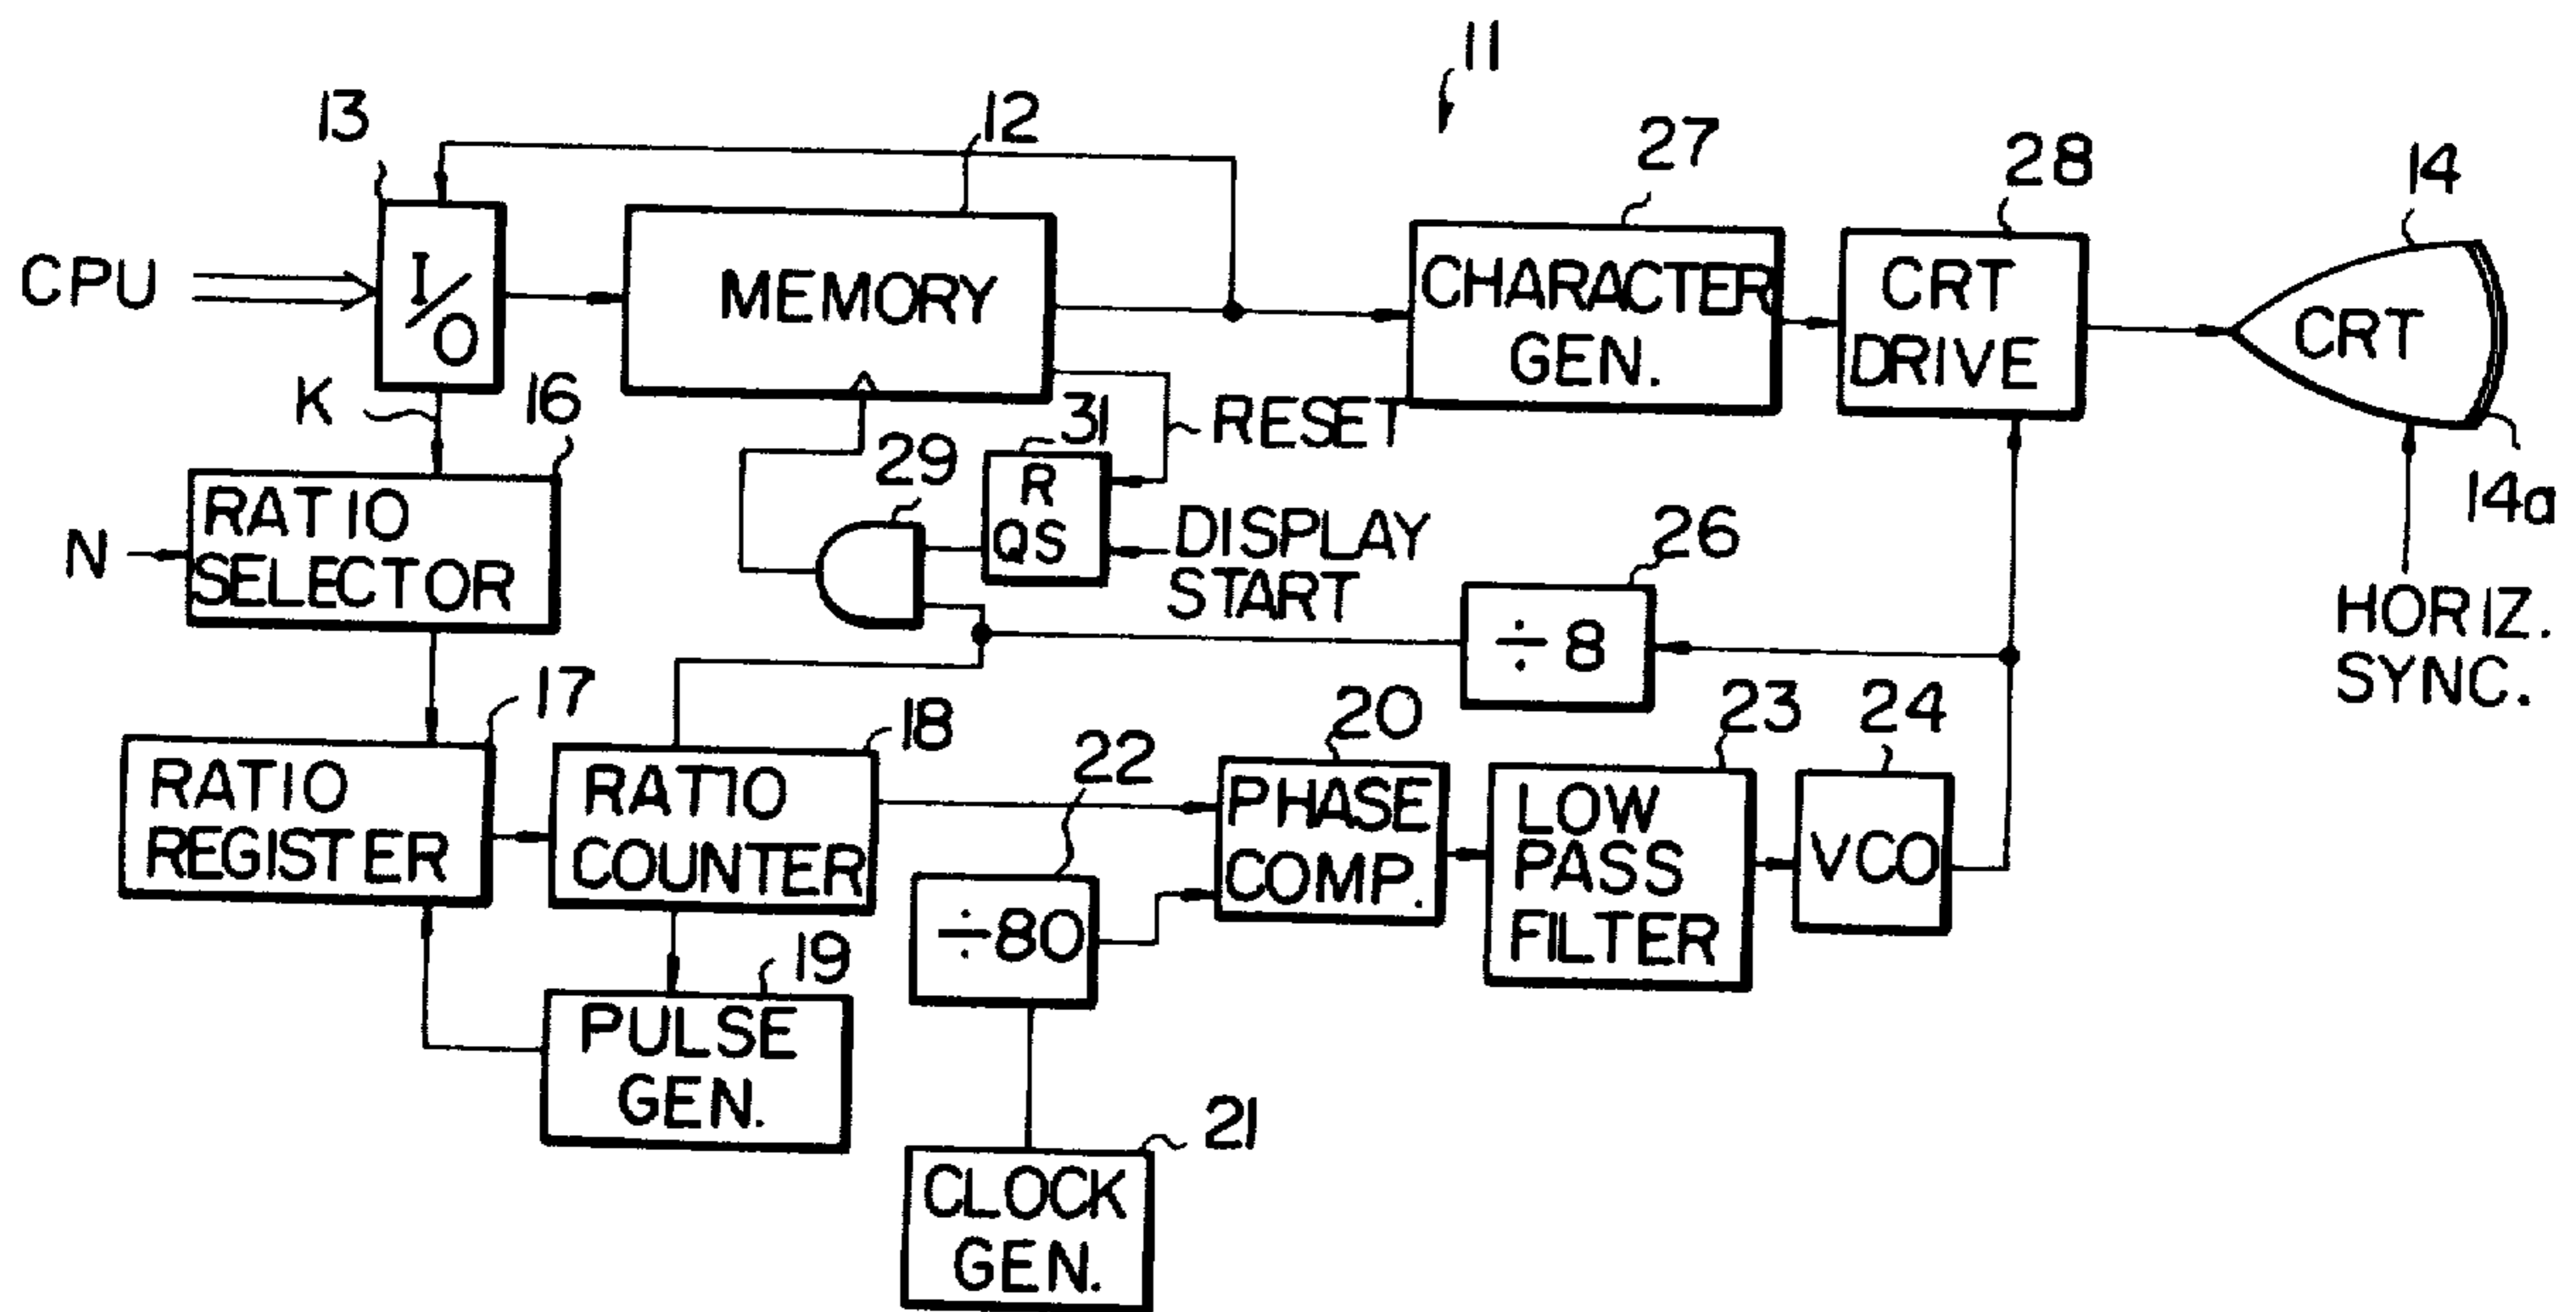 11
13
12
27
28
14
CPU
I/O
MEMORY
CHARACTER
GEN.
CRT
DRIVE
CRT
K
16
31
RESET
29
R
QS
DISPLAY
START
26
14a
N
RATIO
SELECTOR
÷8
HORIZ.
SYNC.
17
18
22
20
23
24
RATIO
REGISTER
RATIO
COUNTER
PHASE
COMP.
LOW
PASS
FILTER
VCO
÷80
19
PULSE
GEN.
21
CLOCK
GEN.